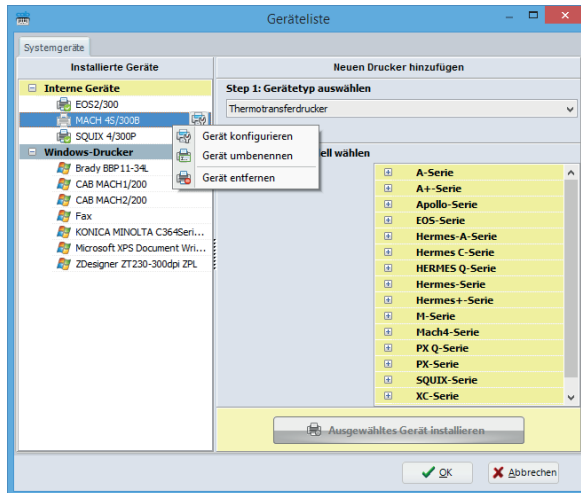 Geräteliste
Systemgeräte
Installierte Geräte
Interne Geräte
EOS2/300
MACH 4S/300B
SQUIX 4/300P
Windows-Drucker
Brady BBP11-34L
CAB MACH1/200
CAB MACH2/200
Fax
KONICA MINOLTA C364Seri...
Microsoft XPS Document Wri...
ZDesigner ZT230-300dpi ZPL
Gerät konfigurieren
Gerät umbenennen
Gerät entfernen
Neuen Drucker hinzufügen
Step 1: Gerätetyp auswählen
Thermotransferdrucker
ell wählen
A-Serie
A+-Serie
Apollo-Serie
EOS-Serie
Hermes-A-Serie
Hermes C-Serie
HERMES Q-Serie
Hermes-Serie
Hermes+-Serie
M-Serie
Mach4-Serie
PX Q-Serie
PX-Serie
SQUIX-Serie
XC-Serie
Ausgewähltes Gerät installieren
OK
Abbrechen